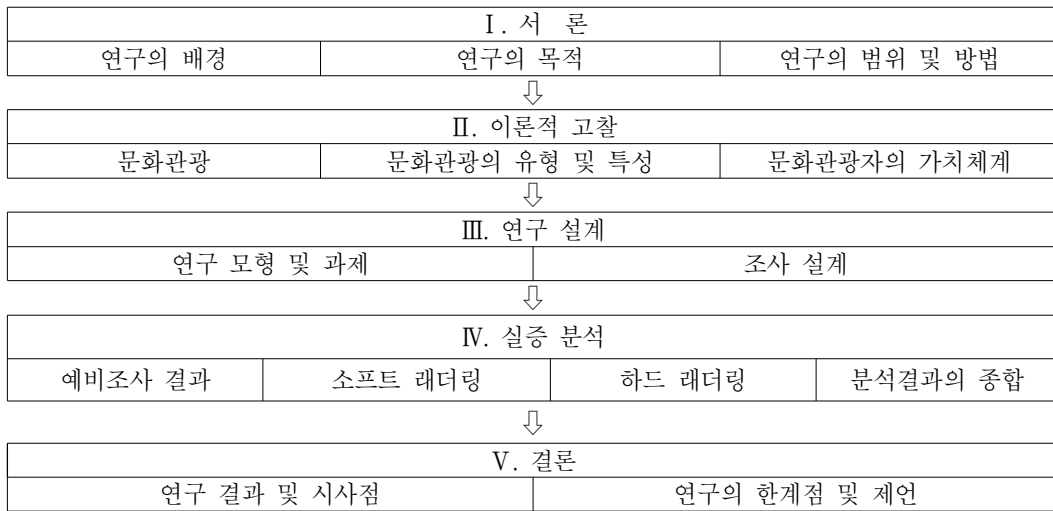 Ⅰ. 서 론
연구의 배경 연구의 목적 연구의 범위 및 방법
⇩
Ⅱ. 이론적 고찰
문화관광 문화관광의 유형 및 특성 문화관광자의 가치체계
⇩
Ⅲ. 연구 설계
연구 모형 및 과제 조사 설계
⇩
Ⅳ. 실증 분석
예비조사 결과 소프트 래더링 하드 래더링 분석결과의 종합
⇩
Ⅴ. 결론
연구 결과 및 시사점 연구의 한계점 및 제언